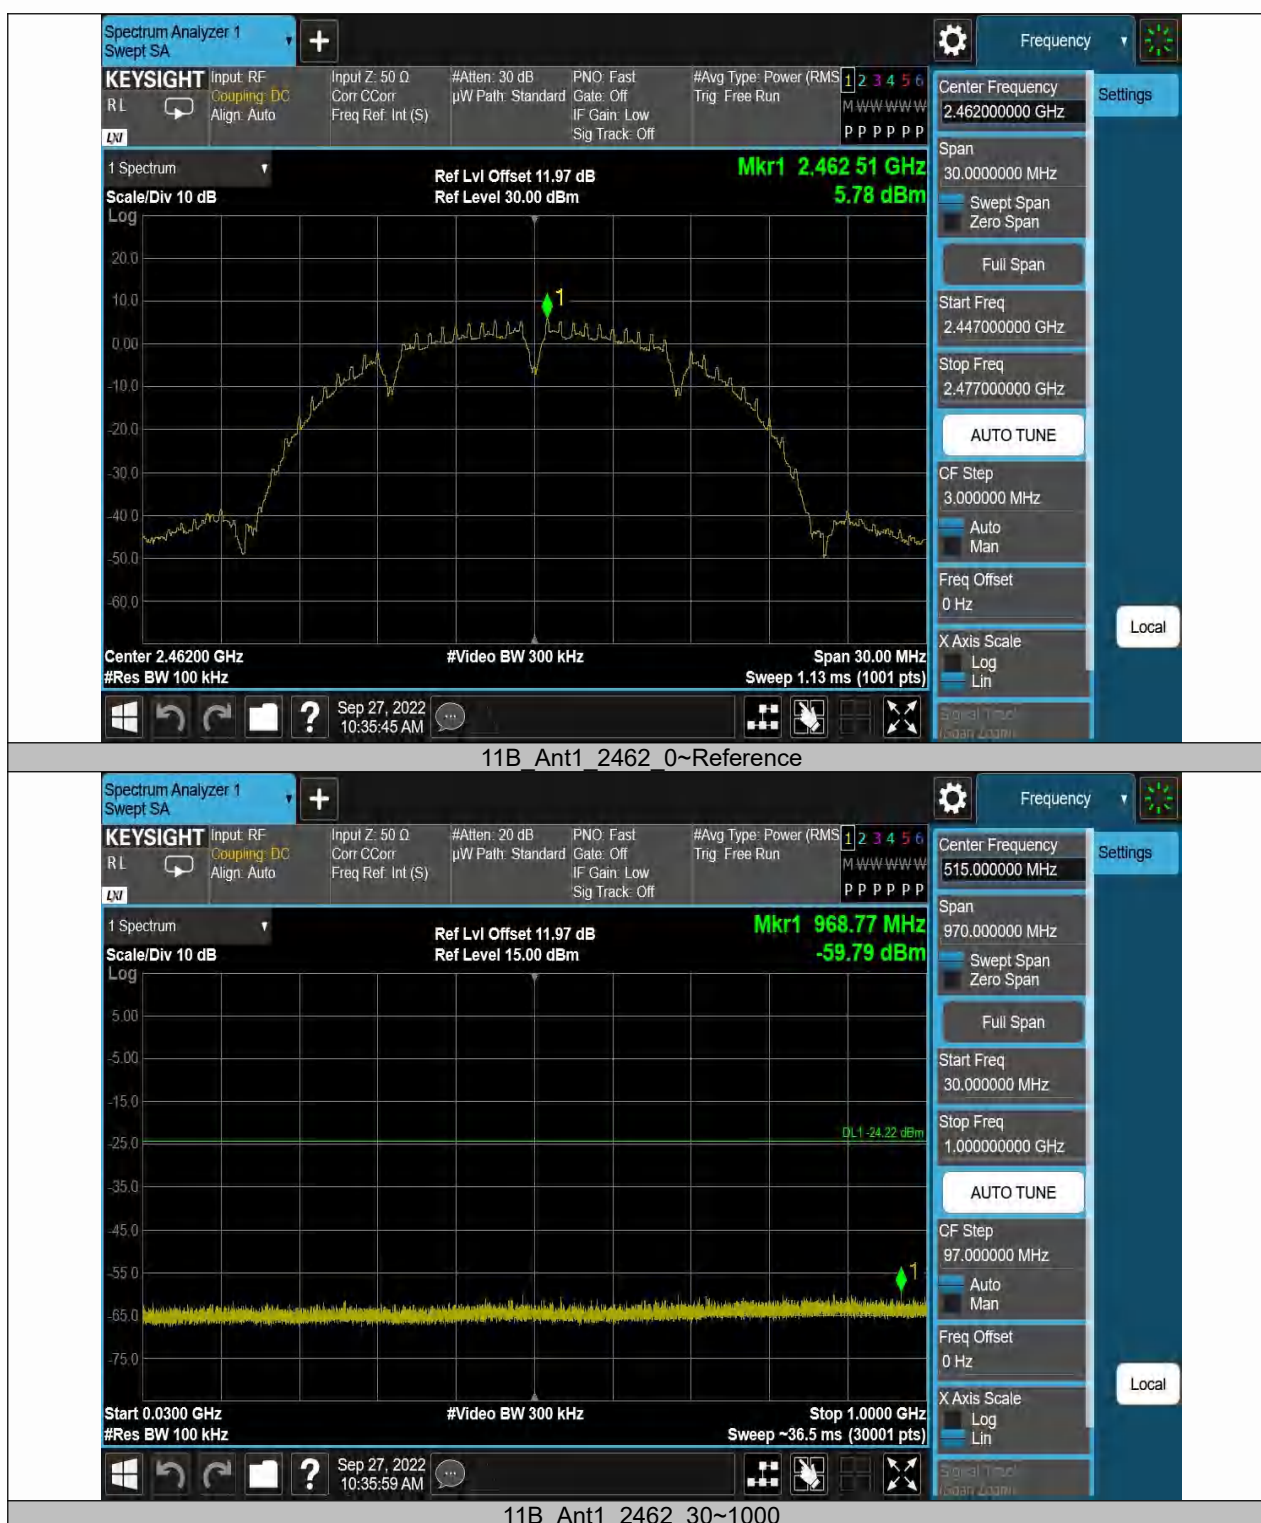 Spectrum Analyzer 1
Swept SA
Frequency
KEYSIGHT
R L
LXI
Input: RF
Coupling: DC
Align: Auto
Input Z: 50 Ω
Corr CCorr
Freq Ref: Int (S)
#Atten: 30 dB
µW Path: Standard
PNO: Fast
Gate: Off
IF Gain: Low
Sig Track: Off
#Avg Type: Power (RMS
Trig: Free Run
1 2 3 4 5 6
M W W W W W
P P P P P P
1 Spectrum
Scale/Div 10 dB
Ref Lvl Offset 11.97 dB
Ref Level 30.00 dBm
Mkr1 2.462 51 GHz
5.78 dBm
Log
20.0
10.0
0.00
-10.0
-20.0
-30.0
-40.0
-50.0
-60.0
1
Center 2.46200 GHz
#Res BW 100 kHz
#Video BW 300 kHz
Span 30.00 MHz
Sweep 1.13 ms (1001 pts)
Sep 27, 2022
10:35:45 AM
Center Frequency
2.462000000 GHz
Settings
Span
30.0000000 MHz
Swept Span
Zero Span
Full Span
Start Freq
2.447000000 GHz
Stop Freq
2.477000000 GHz
AUTO TUNE
CF Step
3.000000 MHz
Auto
Man
Freq Offset
0 Hz
X Axis Scale
Log
Lin
Local
Signal Track
(Span Zoom)
11B_Ant1_2462_0~Reference
Spectrum Analyzer 1
Swept SA
Frequency
KEYSIGHT
R L
LXI
Input: RF
Coupling: DC
Align: Auto
Input Z: 50 Ω
Corr CCorr
Freq Ref: Int (S)
#Atten: 20 dB
µW Path: Standard
PNO: Fast
Gate: Off
IF Gain: Low
Sig Track: Off
#Avg Type: Power (RMS
Trig: Free Run
1 2 3 4 5 6
M W W W W W
P P P P P P
1 Spectrum
Scale/Div 10 dB
Ref Lvl Offset 11.97 dB
Ref Level 15.00 dBm
Mkr1 968.77 MHz
-59.79 dBm
Log
5.00
-5.00
-15.0
-25.0
-35.0
-45.0
-55.0
-65.0
-75.0
DL1 -24.22 dBm
1
Start 0.0300 GHz
#Res BW 100 kHz
#Video BW 300 kHz
Stop 1.0000 GHz
Sweep ~36.5 ms (30001 pts)
Sep 27, 2022
10:35:59 AM
Center Frequency
515.000000 MHz
Settings
Span
970.000000 MHz
Swept Span
Zero Span
Full Span
Start Freq
30.000000 MHz
Stop Freq
1.000000000 GHz
AUTO TUNE
CF Step
97.000000 MHz
Auto
Man
Freq Offset
0 Hz
X Axis Scale
Log
Lin
Local
Signal Track
(Span Zoom)
11B_Ant1_2462_30~1000